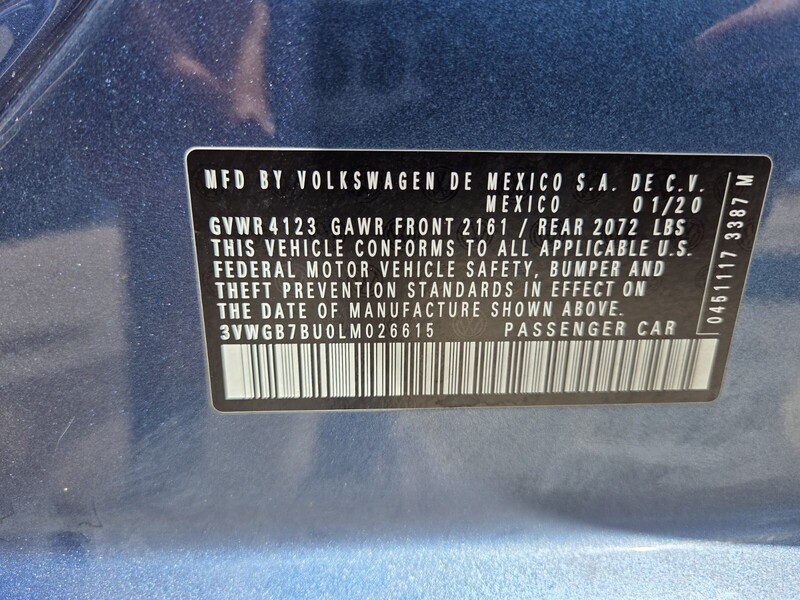 MFD BY VOLKSWAGEN DE MEXICO S.A. DE C.V.
MEXICO 01/20
GVWR 4123 GAWR FRONT 2161 / REAR 2072 LBS
THIS VEHICLE CONFORMS TO ALL APPLICABLE U.S.
FEDERAL MOTOR VEHICLE SAFETY, BUMPER AND
THEFT PREVENTION STANDARDS IN EFFECT ON
THE DATE OF MANUFACTURE SHOWN ABOVE.
3VWGB7BU0LM026615 PASSENGER CAR
0451117 3387 M